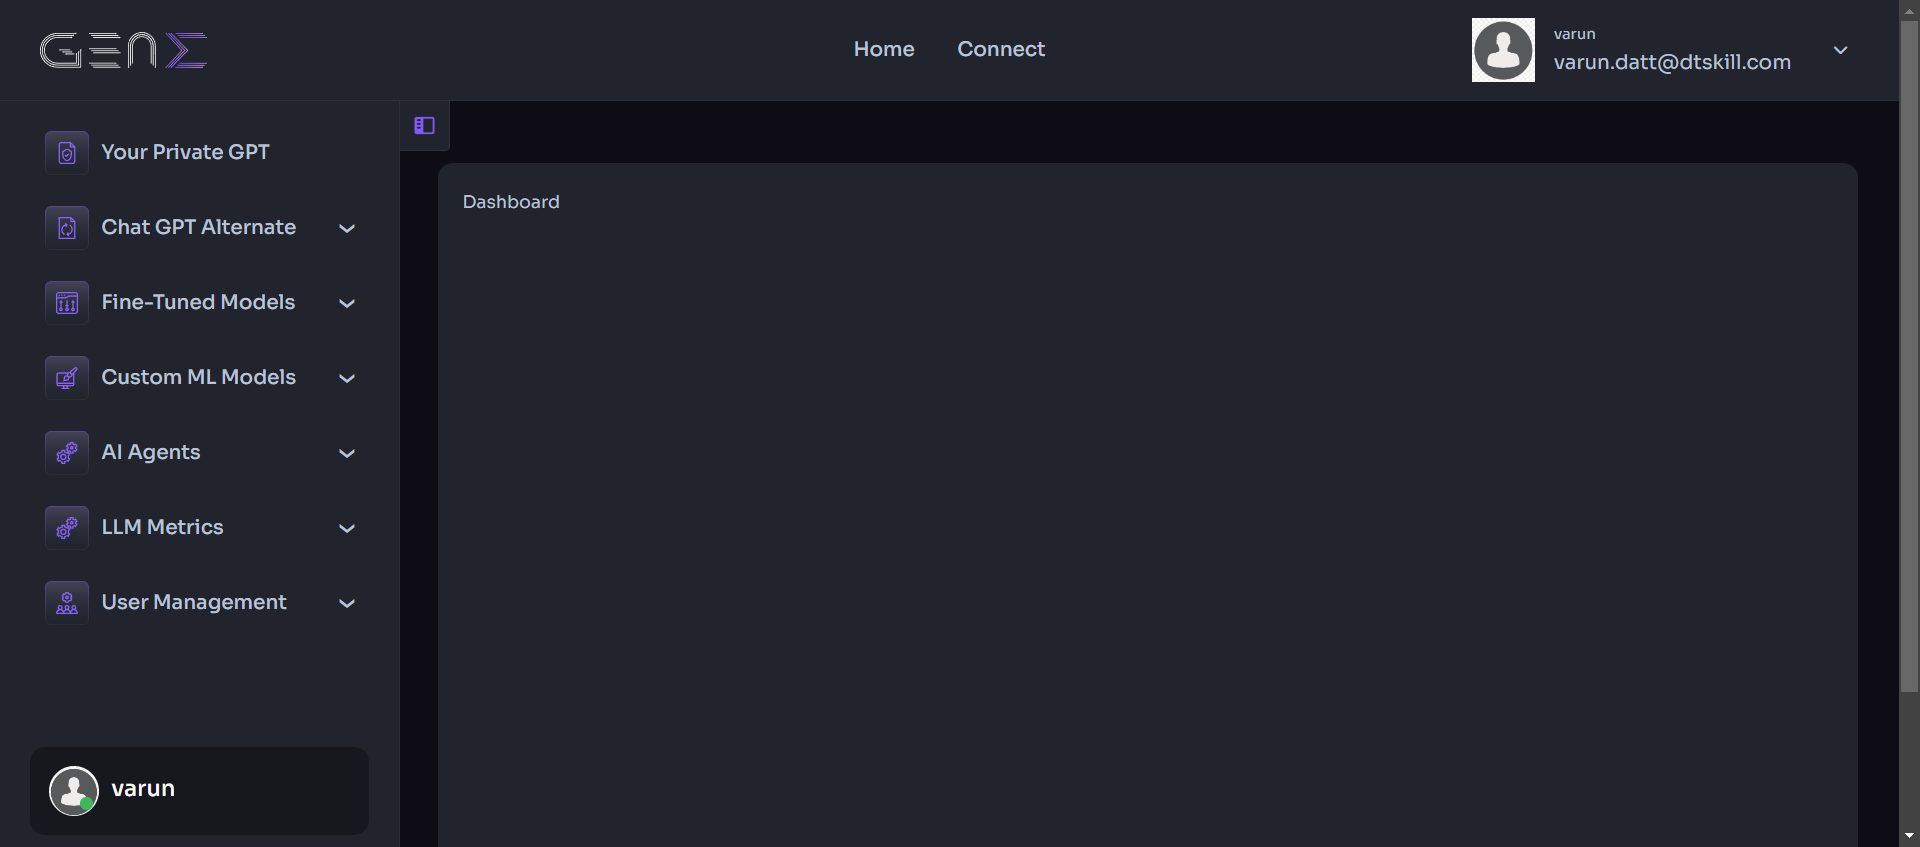 GENΣ
Home
Connect
varun
varun.datt@dtskill.com
Your Private GPT
Chat GPT Alternate
Fine-Tuned Models
Custom ML Models
AI Agents
LLM Metrics
User Management
varun
Dashboard